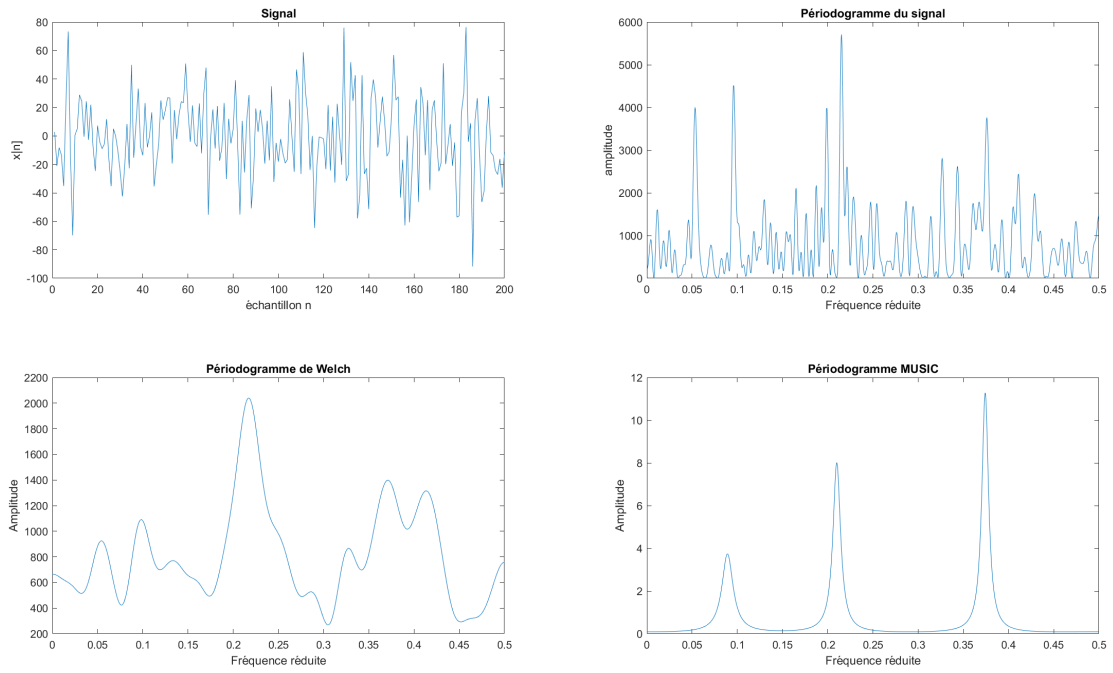 Signal
80
60
40
20
0
-20
-40
-60
-80
-100
x[n]
0 20 40 60 80 100 120 140 160 180 200
échantillon n
Périodogramme du signal
6000
5000
4000
3000
2000
1000
0
amplitude
0 0.05 0.1 0.15 0.2 0.25 0.3 0.35 0.4 0.45 0.5
Fréquence réduite
Périodogramme de Welch
2200
2000
1800
1600
1400
1200
1000
800
600
400
200
Amplitude
0 0.05 0.1 0.15 0.2 0.25 0.3 0.35 0.4 0.45 0.5
Fréquence réduite
Périodogramme MUSIC
12
10
8
6
4
2
0
Amplitude
0 0.05 0.1 0.15 0.2 0.25 0.3 0.35 0.4 0.45 0.5
Fréquence réduite